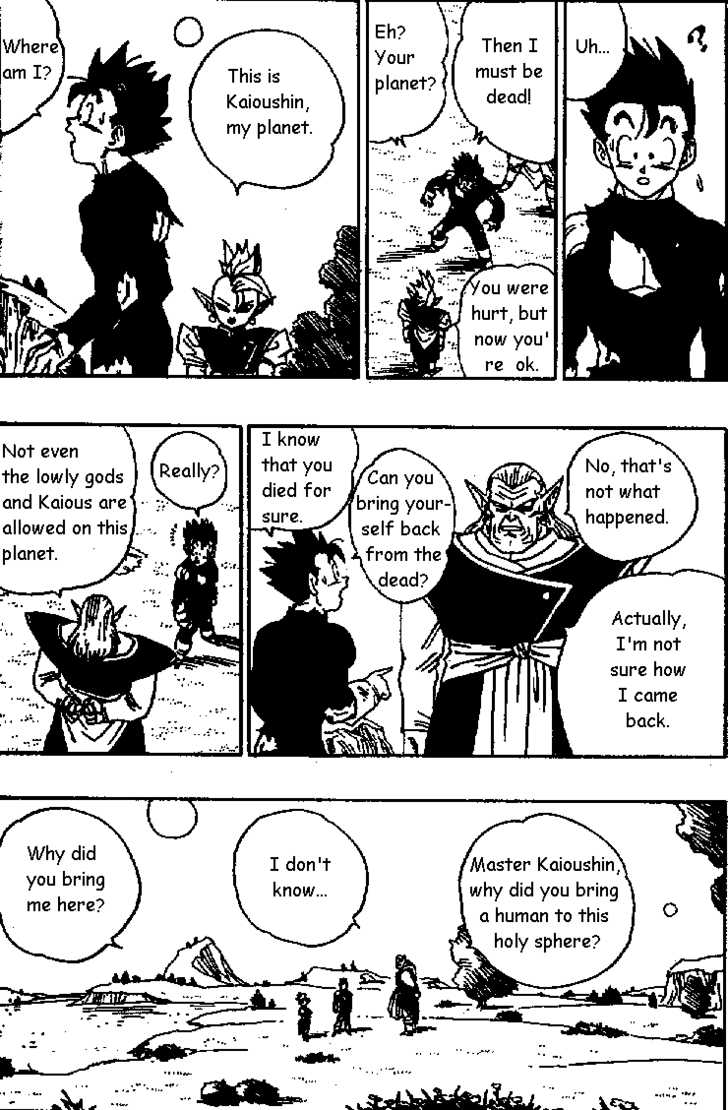 Where
am I?
This is
Kaioushin,
my planet.
Eh?
Your
planet?
Then I
must be
dead!
You were
hurt, but
now you'
re ok.
Uh...
?
Not even
the lowly gods
and Kaious are
allowed on this
planet.
Really?
I know
that you
died for
sure.
Can you
bring your-
self back
from the
dead?
No, that's
not what
happened.
Actually,
I'm not
sure how
I came
back.
Why did
you bring
me here?
I don't
know...
Master Kaioushin,
why did you bring
a human to this
holy sphere?